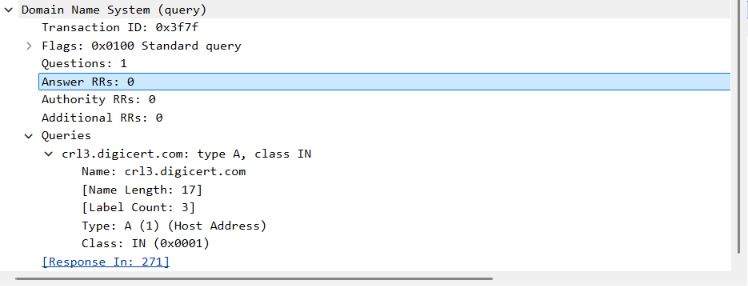 Domain Name System (query)
Transaction ID: 0x3f7f
Flags: 0x0100 Standard query
Questions: 1
Answer RRs: 0
Authority RRs: 0
Additional RRs: 0
Queries
crl3.digicert.com: type A, class IN
Name: crl3.digicert.com
[Name Length: 17]
[Label Count: 3]
Type: A (1) (Host Address)
Class: IN (0x0001)
[Response In: 271]